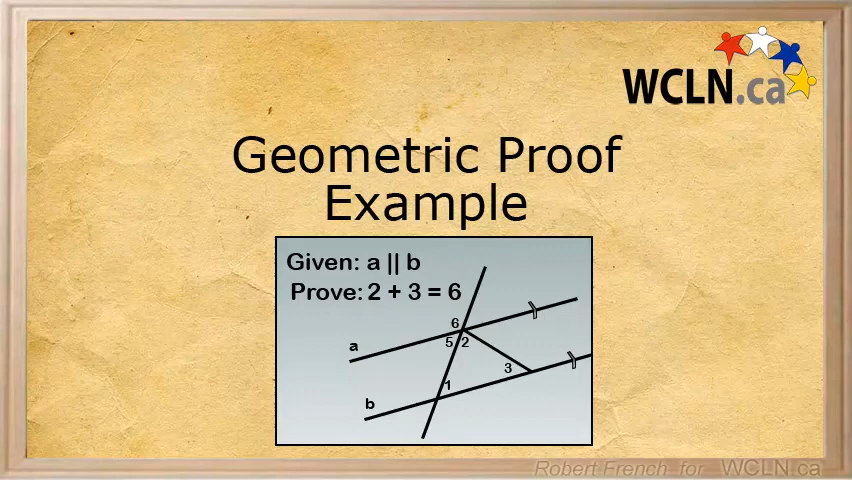 WCLN.ca
Geometric Proof
Example
Given: a || b
Prove: 2 + 3 = 6
6
a
5 2
3
1
b
Robert French for WCLN.ca